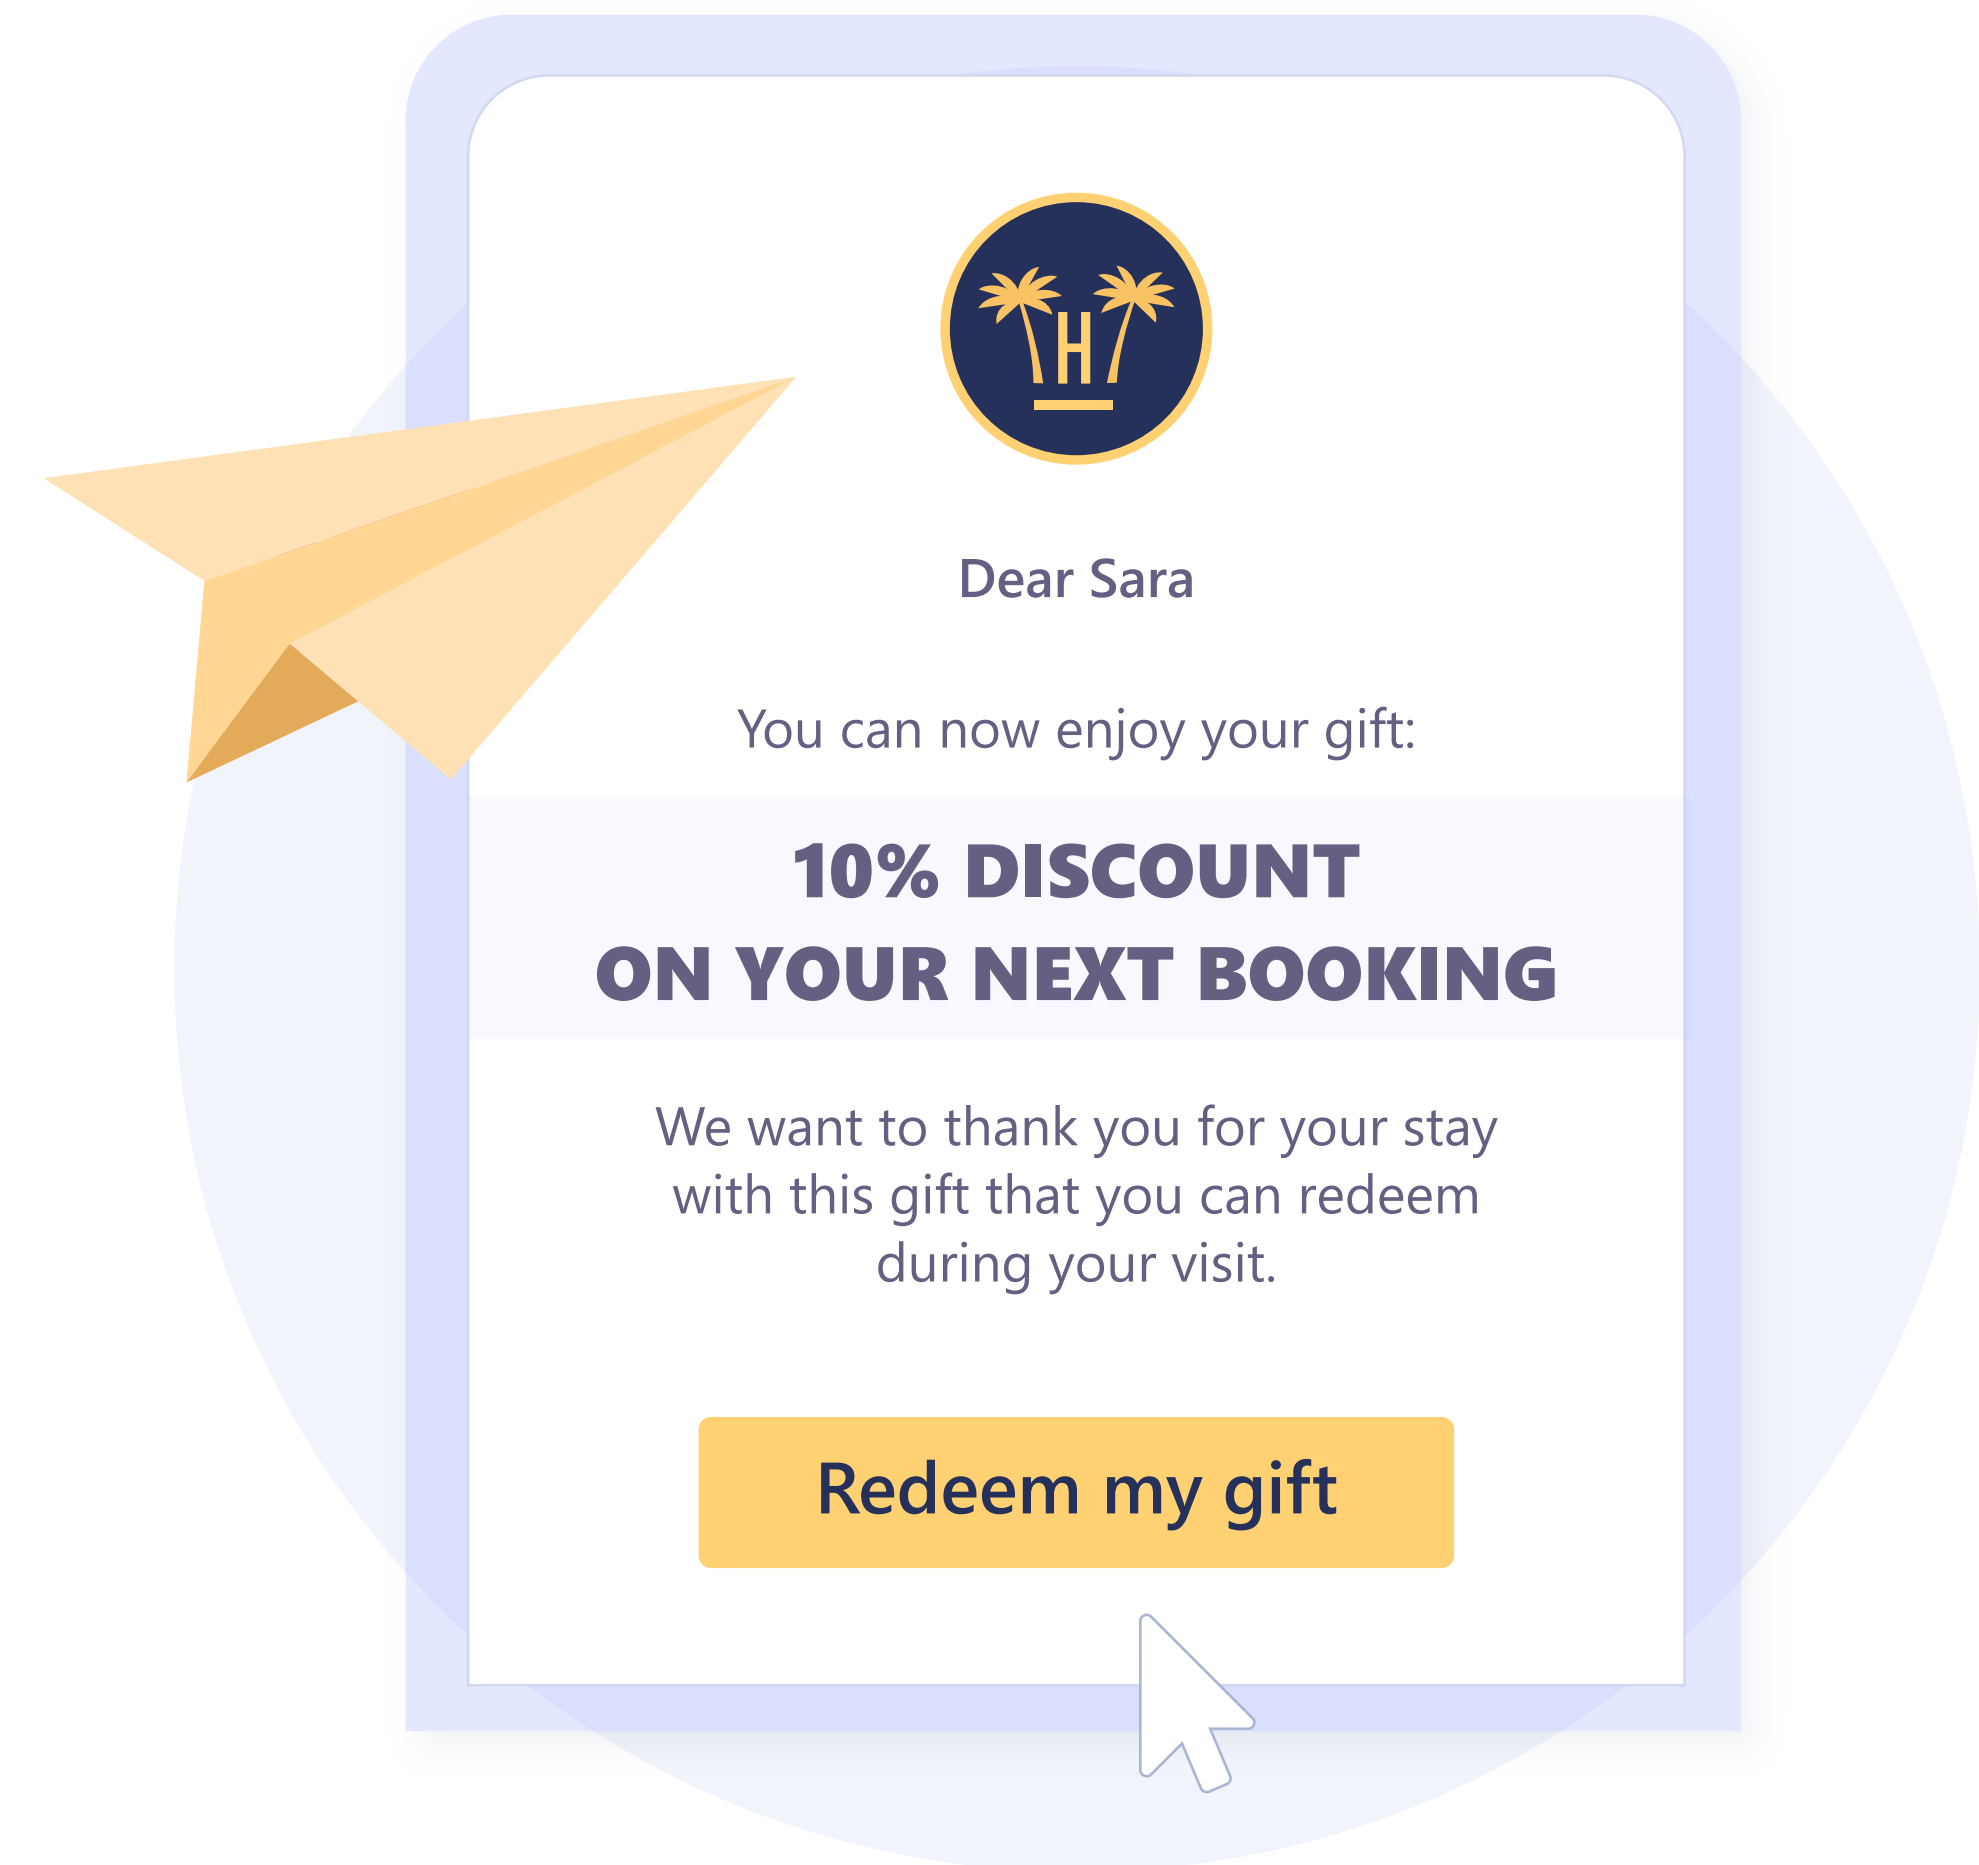 H
Dear Sara
You can now enjoy your gift:
10% DISCOUNT
ON YOUR NEXT BOOKING
We want to thank you for your stay
with this gift that you can redeem
during your visit.
Redeem my gift